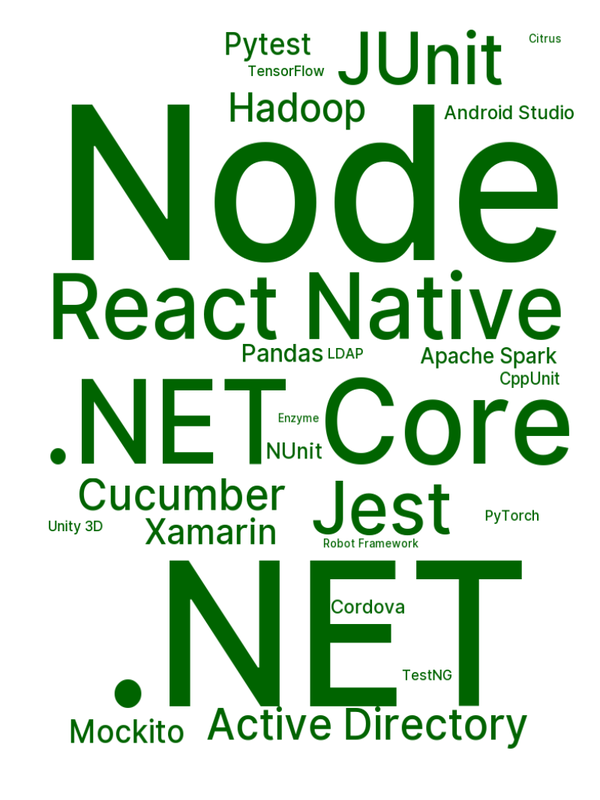 Pytest
JUnit
Citrus
TensorFlow
Hadoop
Android Studio
Node
React Native
Pandas
LDAP
Apache Spark
CppUnit
.NET Core
Enzyme
NUnit
Cucumber
Jest
Unity 3D
Xamarin
PyTorch
Robot Framework
.NET
Cordova
TestNG
Mockito
Active Directory